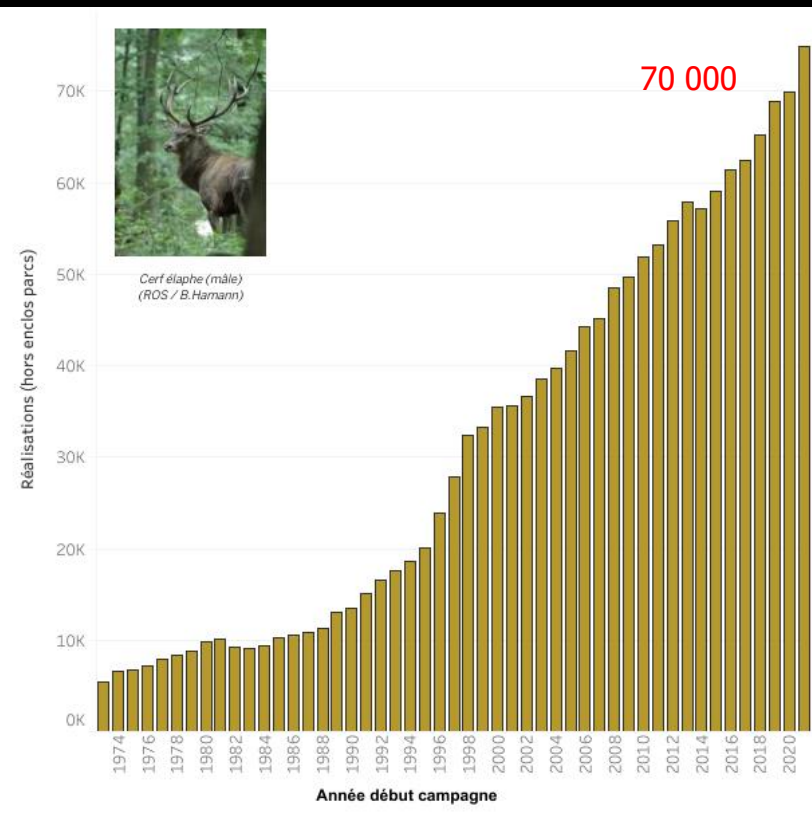 70 000
70K
60K
50K
40K
30K
20K
10K
0K
Réalisations (hors enclos parcs)
Cerf élaphe (mâle)
(ROS / B.Hamann)
1974
1976
1978
1980
1982
1984
1986
1988
1990
1992
1994
1996
1998
2000
2002
2004
2006
2008
2010
2012
2014
2016
2018
2020
Année début campagne